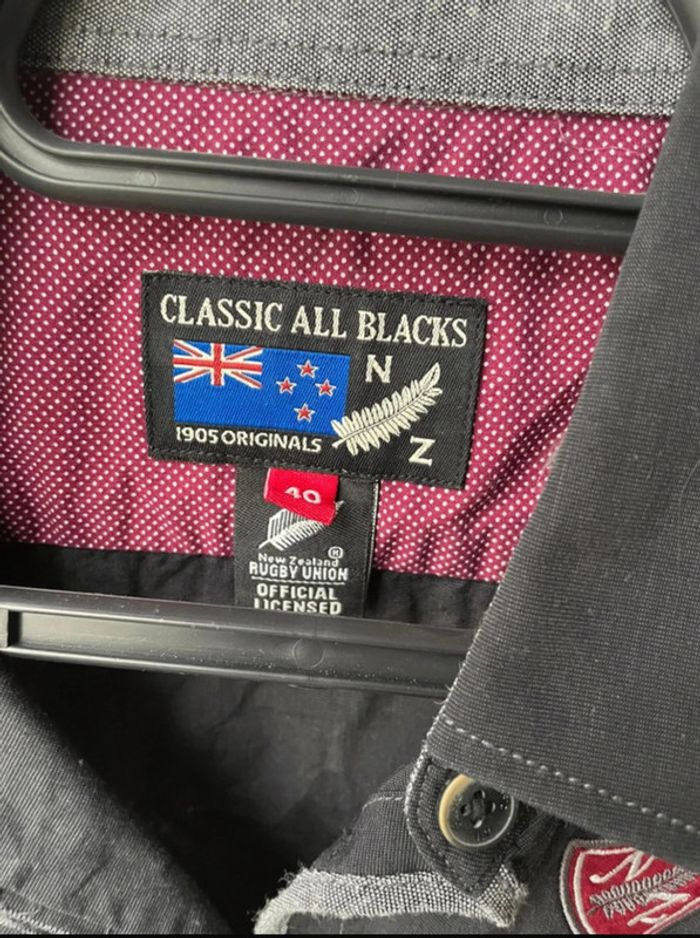 CLASSIC ALL BLACKS
N
1905 ORIGINALS
Z
40
New Zealand ®
RUGBY UNION
OFFICIAL
LICENSED
N